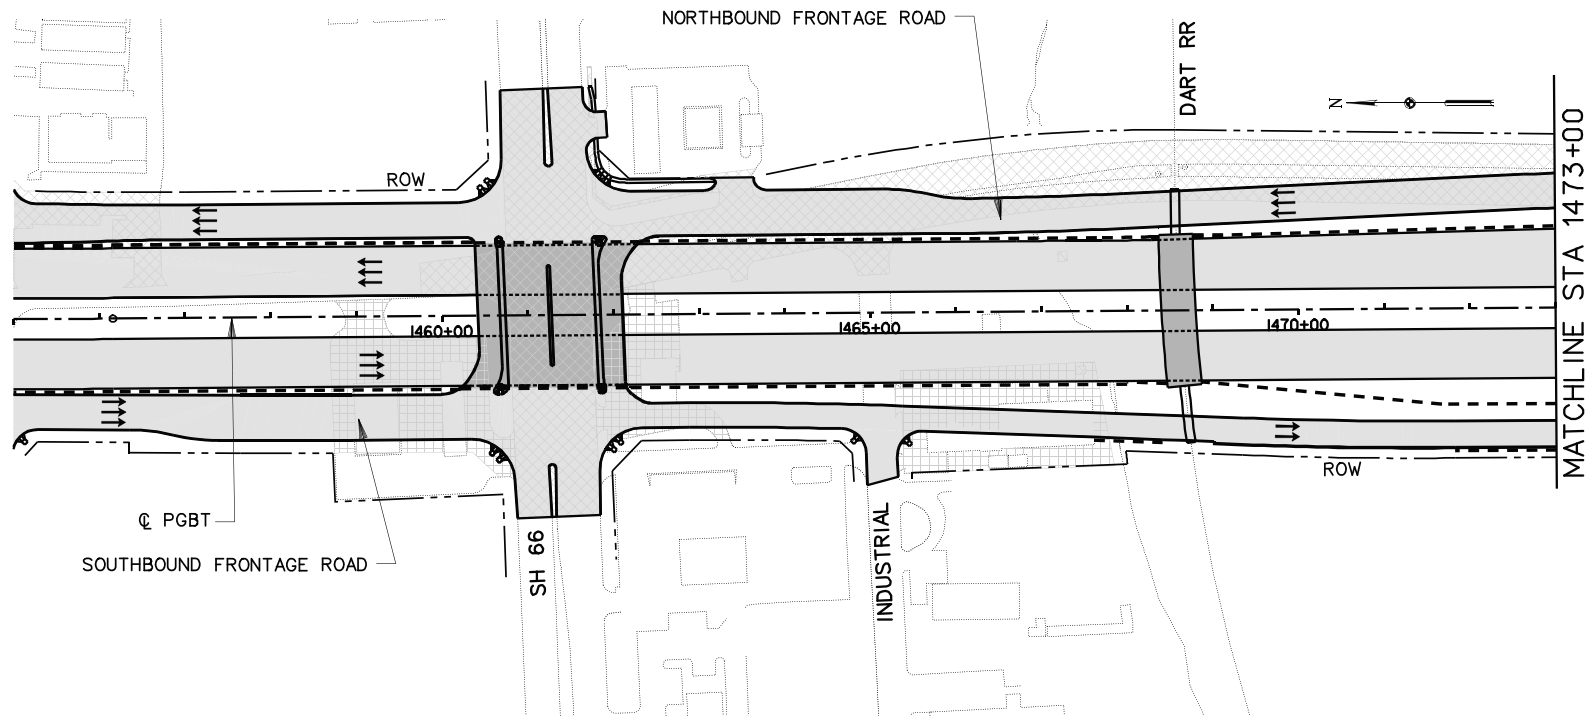 NORTHBOUND FRONTAGE ROAD
DART RR
N
ROW
MATCHLINE STA 1473+00
1460+00
1465+00
1470+00
ROW
℄ PGBT
SOUTHBOUND FRONTAGE ROAD
SH 66
INDUSTRIAL